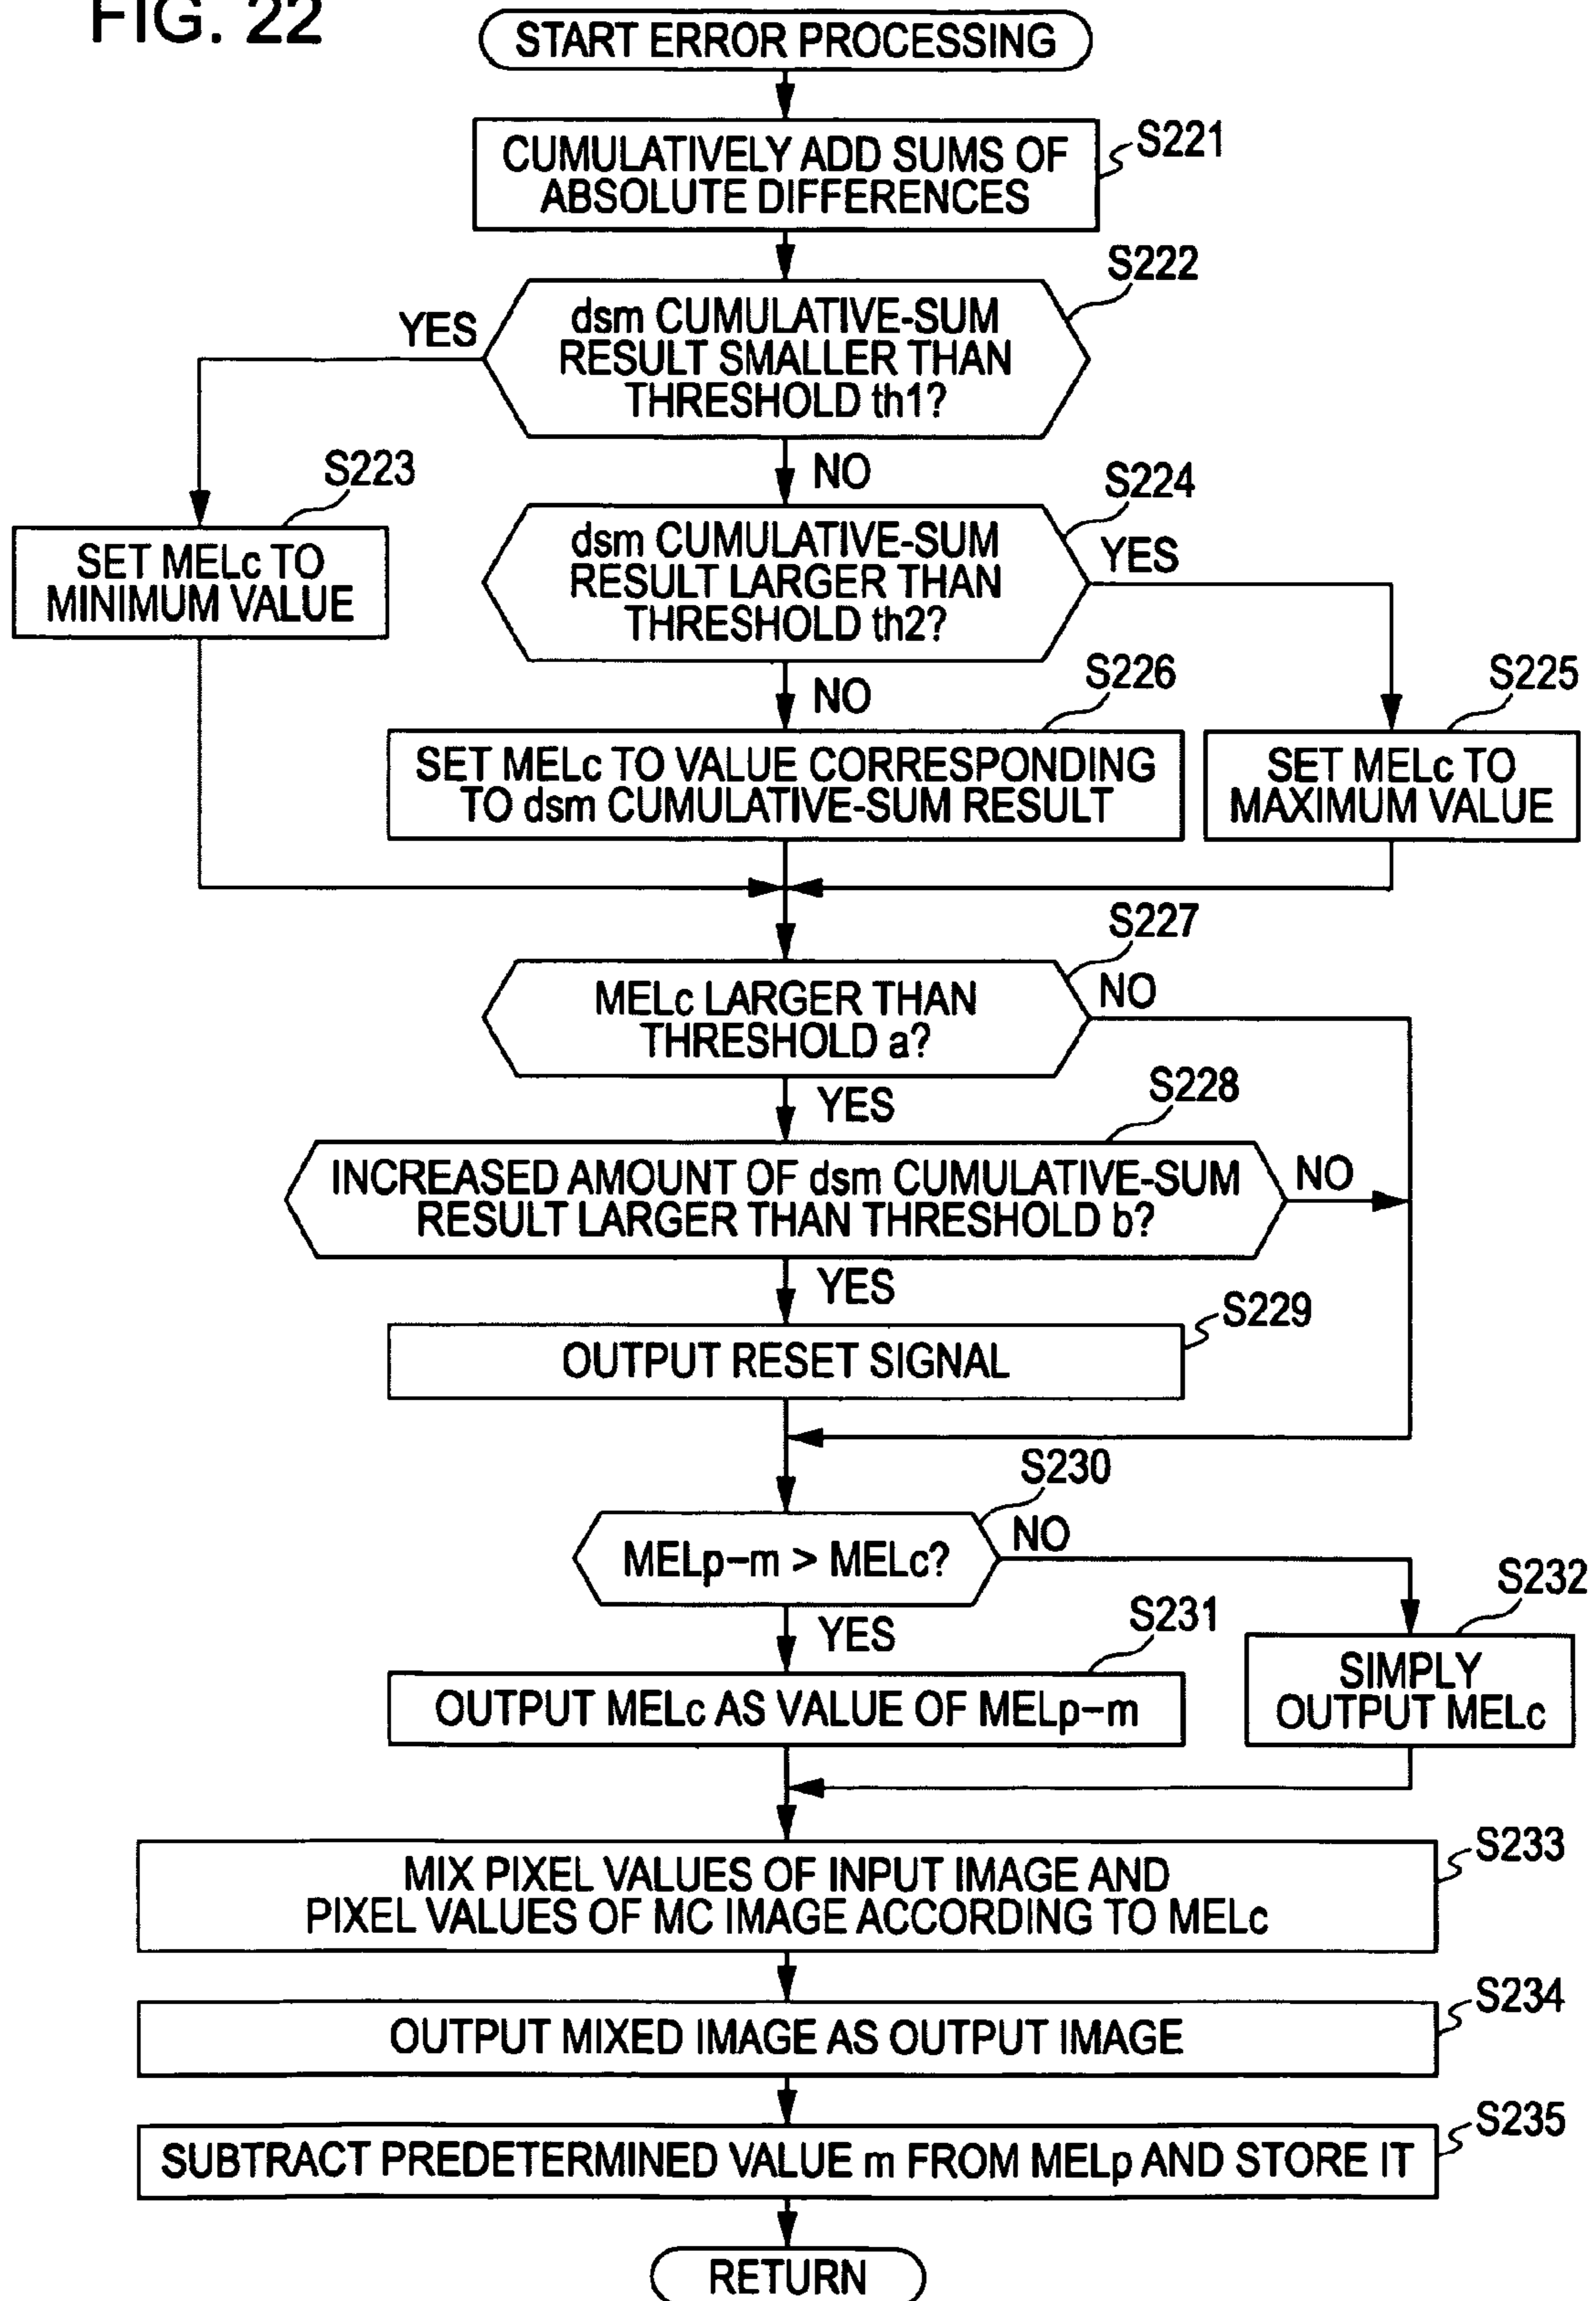 FIG. 22
START ERROR PROCESSING
CUMULATIVELY ADD SUMS OF
ABSOLUTE DIFFERENCES
S221
dsm CUMULATIVE-SUM
RESULT SMALLER THAN
THRESHOLD th1?
S222
YES
NO
S223
SET MELc TO
MINIMUM VALUE
dsm CUMULATIVE-SUM
RESULT LARGER THAN
THRESHOLD th2?
S224
YES
NO
S226
SET MELc TO VALUE CORRESPONDING
TO dsm CUMULATIVE-SUM RESULT
S225
SET MELc TO
MAXIMUM VALUE
S227
MELc LARGER THAN
THRESHOLD a?
NO
YES
S228
INCREASED AMOUNT OF dsm CUMULATIVE-SUM
RESULT LARGER THAN THRESHOLD b?
NO
YES
S229
OUTPUT RESET SIGNAL
S230
MELp-m > MELc?
NO
YES
S231
OUTPUT MELc AS VALUE OF MELp-m
S232
SIMPLY
OUTPUT MELc
S233
MIX PIXEL VALUES OF INPUT IMAGE AND
PIXEL VALUES OF MC IMAGE ACCORDING TO MELc
S234
OUTPUT MIXED IMAGE AS OUTPUT IMAGE
S235
SUBTRACT PREDETERMINED VALUE m FROM MELp AND STORE IT
RETURN